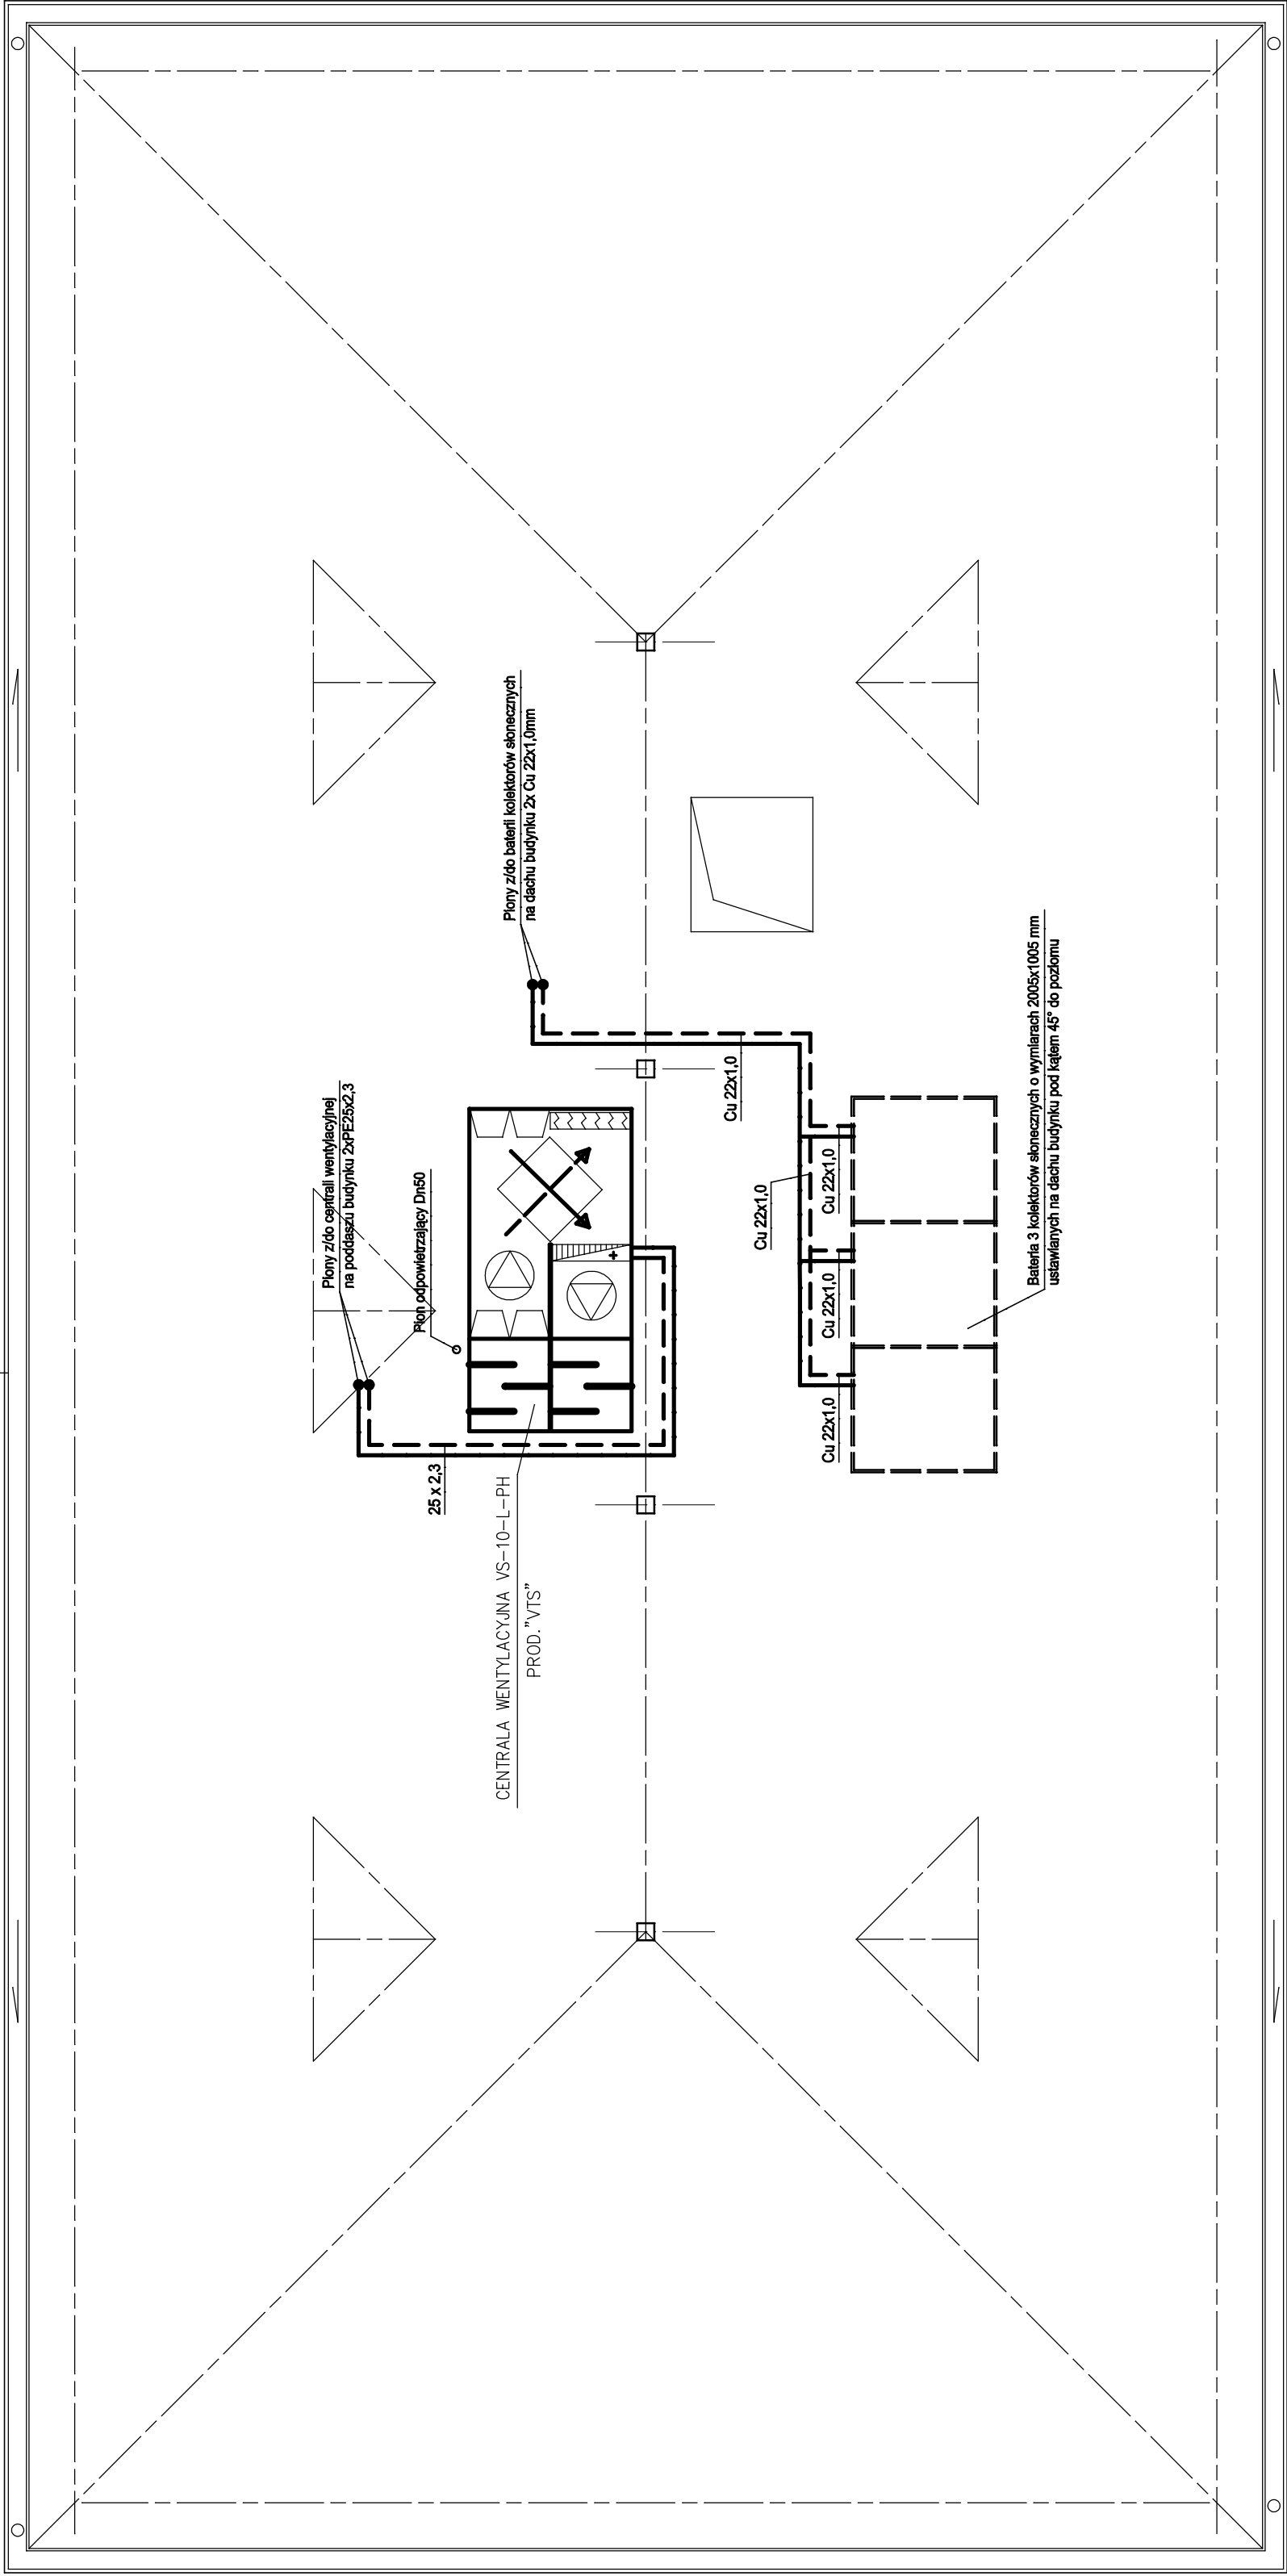 Piony z/do centrali wentylacyjnej
na poddaszu budynku 2xPE25x2,3
Pion odpowietrzający Dn50
25 x 2,3
CENTRALA WENTYLACYJNA VS-10-L-PH
PROD."VTS"
Piony z/do baterii kolektorów słonecznych
na dachu budynku 2x Cu 22x1,0mm
Cu 22x1,0
Cu 22x1,0
Cu 22x1,0
Cu 22x1,0
Cu 22x1,0
Bateria 3 kolektorów słonecznych o wymiarach 2005x1005 mm
ustawianych na dachu budynku pod kątem 45° do poziomu